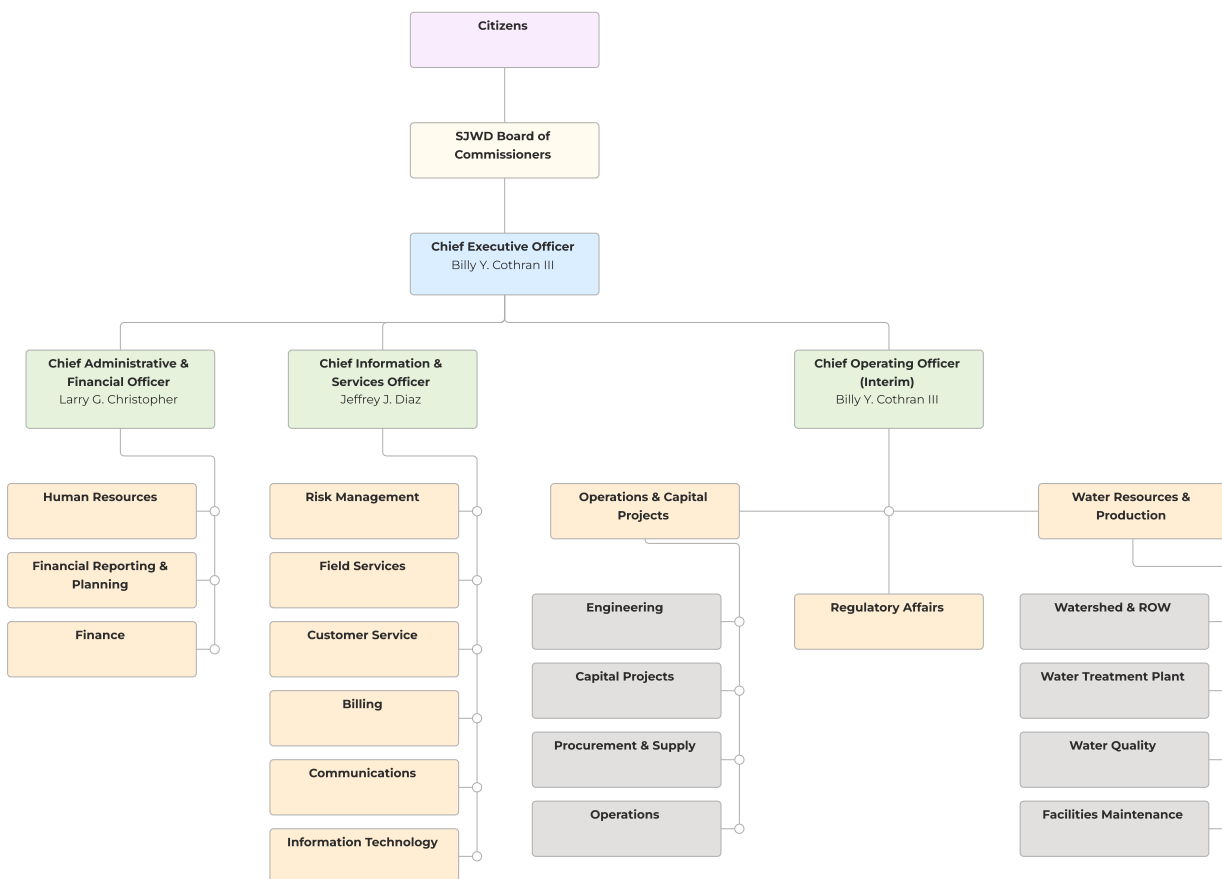 Citizens
SJWD Board of
Commissioners
Chief Executive Officer
Billy Y. Cothran III
Chief Administrative &
Financial Officer
Larry G. Christopher
Chief Information &
Services Officer
Jeffrey J. Diaz
Chief Operating Officer
(Interim)
Billy Y. Cothran III
Human Resources
Financial Reporting &
Planning
Finance
Risk Management
Field Services
Customer Service
Billing
Communications
Information Technology
Operations & Capital
Projects
Engineering
Capital Projects
Procurement & Supply
Operations
Regulatory Affairs
Water Resources &
Production
Watershed & ROW
Water Treatment Plant
Water Quality
Facilities Maintenance